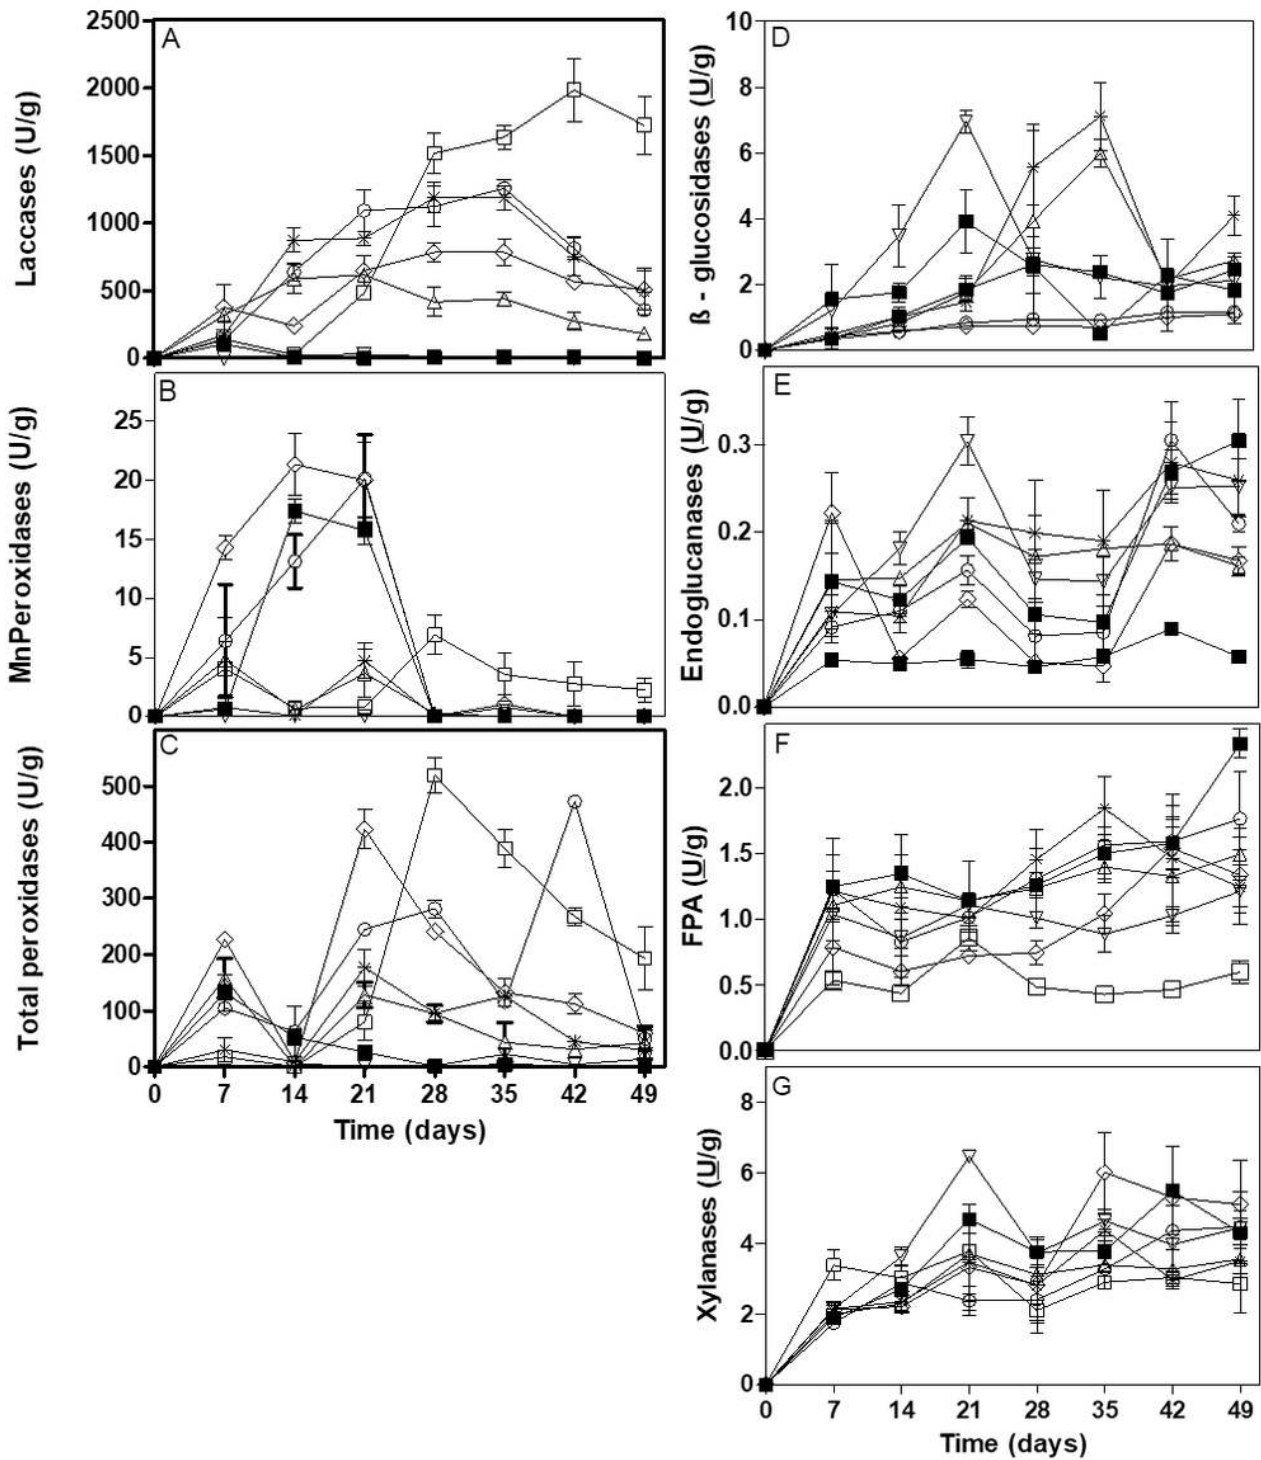 A
Laccases (U/g)
2500
2000
1500
1000
500
0
B
MnPeroxidases (U/g)
25
20
15
10
5
0
C
Total peroxidases (U/g)
500
400
300
200
100
0
0 7 14 21 28 35 42 49
Time (days)
D
ß - glucosidases (U/g)
10
8
6
4
2
0
E
Endoglucanases (U/g)
0.3
0.2
0.1
0.0
F
FPA (U/g)
2.0
1.5
1.0
0.5
0.0
G
Xylanases (U/g)
8
6
4
2
0
0 7 14 21 28 35 42 49
Time (days)